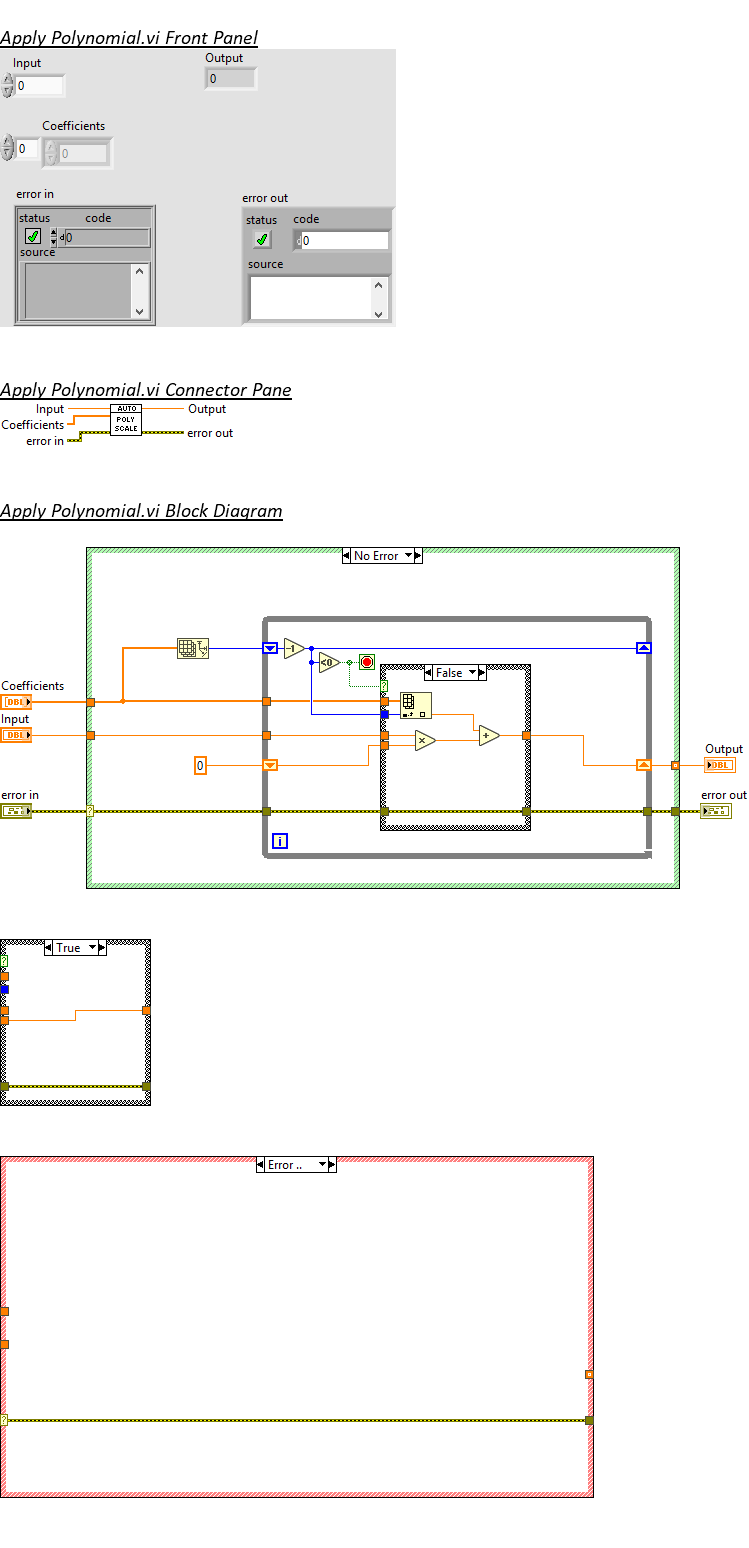 Apply Polynomial.vi Front Panel
Input
Output
0
0
Coefficients
0
0
error in
error out
status
code
status
code
d0
0
source
source
Apply Polynomial.vi Connector Pane
Input
AUTO
Output
Coefficients
POLY
SCALE
error in
error out
Apply Polynomial.vi Block Diagram
No Error
-1
<0
?
False
Coefficients
DBL
Input
DBL
x
+
0
Output
DBL
error in
error out
?
i
True
?
Error ..
?